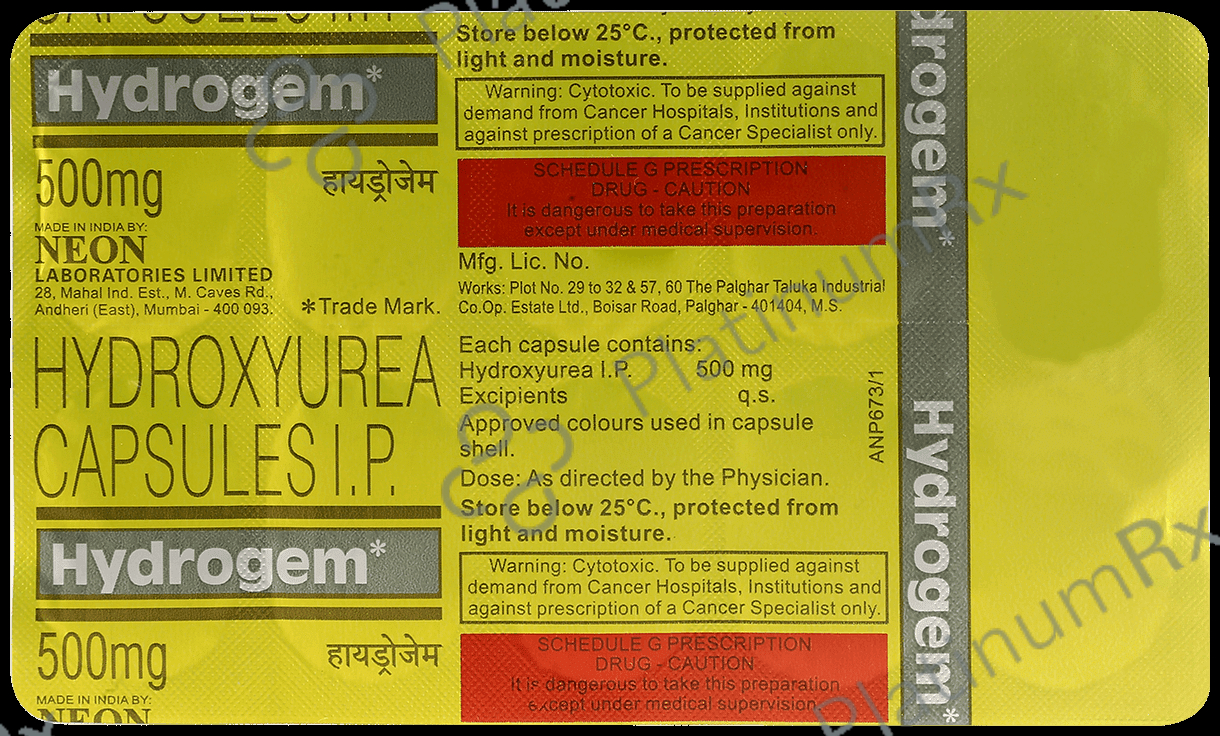 CAPSULES I.P.
Hydrogem*
500mg
हायड्रोजेम
MADE IN INDIA BY:
NEON
LABORATORIES LIMITED
28, Mahal Ind. Est., M. Caves Rd.,
Andheri (East), Mumbai - 400 093.
*Trade Mark.
HYDROXYUREA
CAPSULES I.P.
Hydrogem*
500mg
हायड्रोजेम
MADE IN INDIA BY:
NEON
Store below 25°C., protected from
light and moisture.
Warning: Cytotoxic. To be supplied against
demand from Cancer Hospitals, Institutions and
against prescription of a Cancer Specialist only.
SCHEDULE G PRESCRIPTION
DRUG - CAUTION
It is dangerous to take this preparation
except under medical supervision.
Mfg. Lic. No.
Works: Plot No. 29 to 32 & 57, 60 The Palghar Taluka Industrial
Co.Op. Estate Ltd., Boisar Road, Palghar - 401404, M.S.
Each capsule contains:
Hydroxyurea I.P. 500 mg
Excipients q.s.
Approved colours used in capsule
shell.
Dose: As directed by the Physician.
Store below 25°C., protected from
light and moisture.
Warning: Cytotoxic. To be supplied against
demand from Cancer Hospitals, Institutions and
against prescription of a Cancer Specialist only.
SCHEDULE G PRESCRIPTION
DRUG - CAUTION
It is dangerous to take this preparation
except under medical supervision.
ANP673/1
drogem*
Hydrogem*
PlatinumRx
PlatinumRx